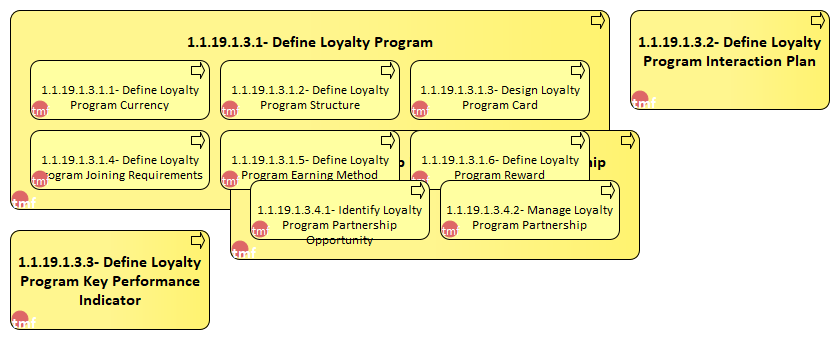 1.1.19.1.3.1- Define Loyalty Program
1.1.19.1.3.1.1- Define Loyalty
Program Currency
tmf
1.1.19.1.3.1.2- Define Loyalty
Program Structure
tmf
1.1.19.1.3.1.3- Design Loyalty
Program Card
tmf
1.1.19.1.3.1.4- Define Loyalty
Program Joining Requirements
tmf
1.1.19.1.3.1.5- Define Loyalty
Program Earning Method
tmf
1.1.19.1.3.1.6- Define Loyalty
Program Reward
tmf
tmf
1.1.19.1.3.2- Define Loyalty
Program Interaction Plan
tmf
1.1.19.1.3.4.1- Identify Loyalty
Program Partnership
Opportunity
tmf
1.1.19.1.3.4.2- Manage Loyalty
Program Partnership
tmf
tmf
1.1.19.1.3.3- Define Loyalty
Program Key Performance
Indicator
tmf